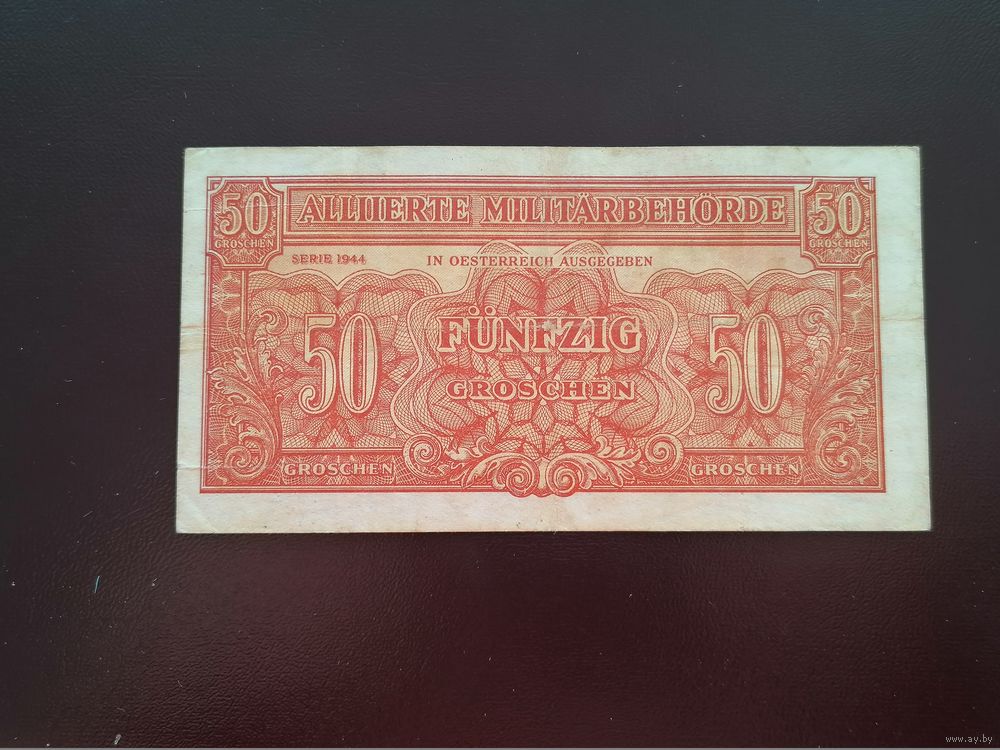 50 ALLIIERTE MILITÄRBEHÖRDE 50
GROSCHEN GROSCHEN
SERIE 1944 IN OESTERREICH AUSGEGEBEN
50 FÜNFZIG 50
GROSCHEN
GROSCHEN GROSCHEN
www.ay.by